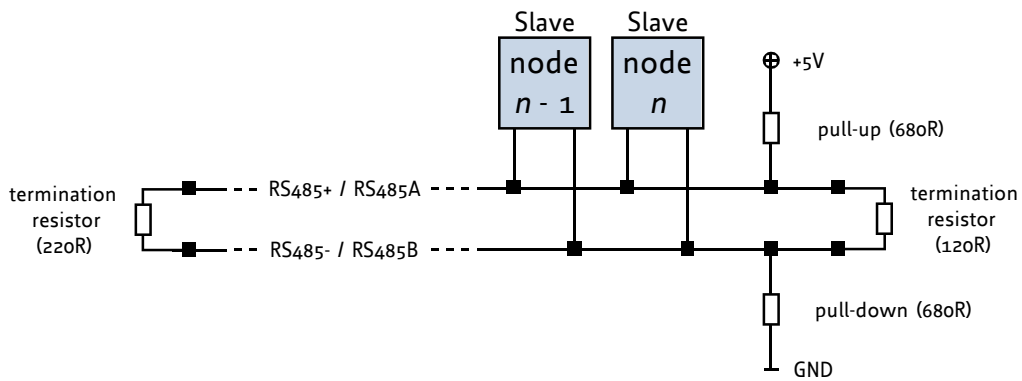 Slave
node
n - 1
Slave
node
n
+5V
pull-up (680R)
termination
resistor
(220R)
RS485+ / RS485A
RS485- / RS485B
termination
resistor
(120R)
pull-down (680R)
GND